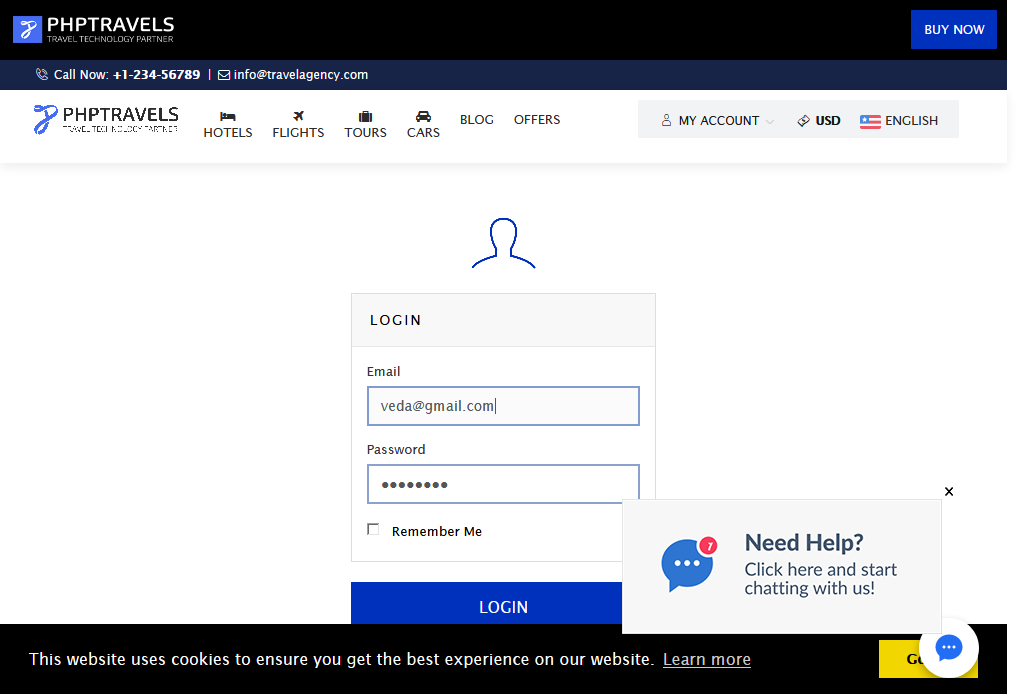 PHPTRAVELS
TRAVEL TECHNOLOGY PARTNER
BUY NOW
Call Now: +1-234-56789 | info@travelagency.com
PHPTRAVELS
TRAVEL TECHNOLOGY PARTNER
HOTELS FLIGHTS TOURS CARS BLOG OFFERS
MY ACCOUNT USD ENGLISH
LOGIN
Email
veda@gmail.com
Password
••••••••
Remember Me
Need Help?
Click here and start
chatting with us!
LOGIN
This website uses cookies to ensure you get the best experience on our website. Learn more